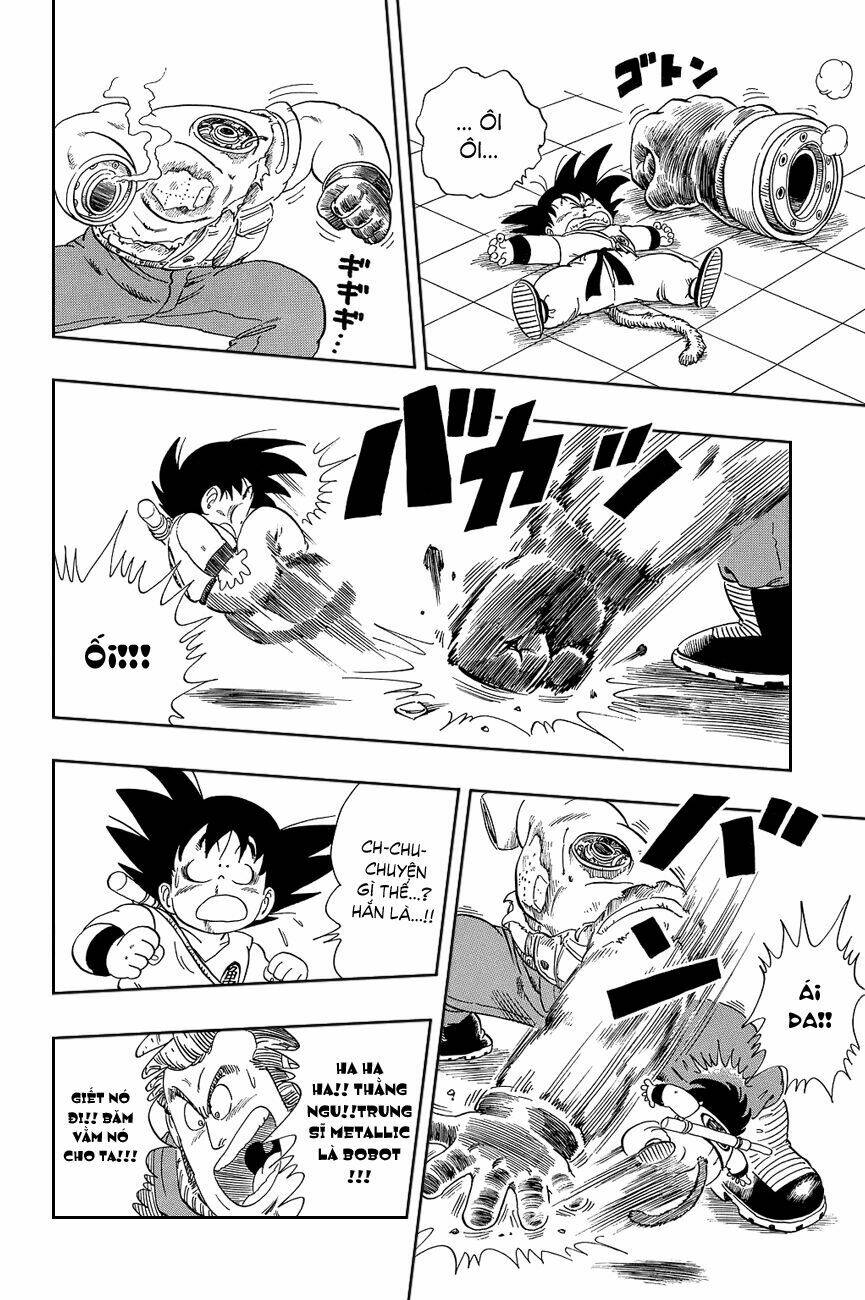 ゴトン
... ÔI
ÔI...
ギギギ...
バカッ
ỐI!!!
バン
ÁI
DA!!
CH-CHU-
CHUYỆN
GÌ THẾ...?
HẮN LÀ...!!
HA HA
HA!! THẰNG
NGU!!TRUNG
SĨ METALLIC
LÀ BOBOT
!!!
GIẾT NÓ
ĐI!!! BĂM
VẰM NÓ
CHO TA!!!